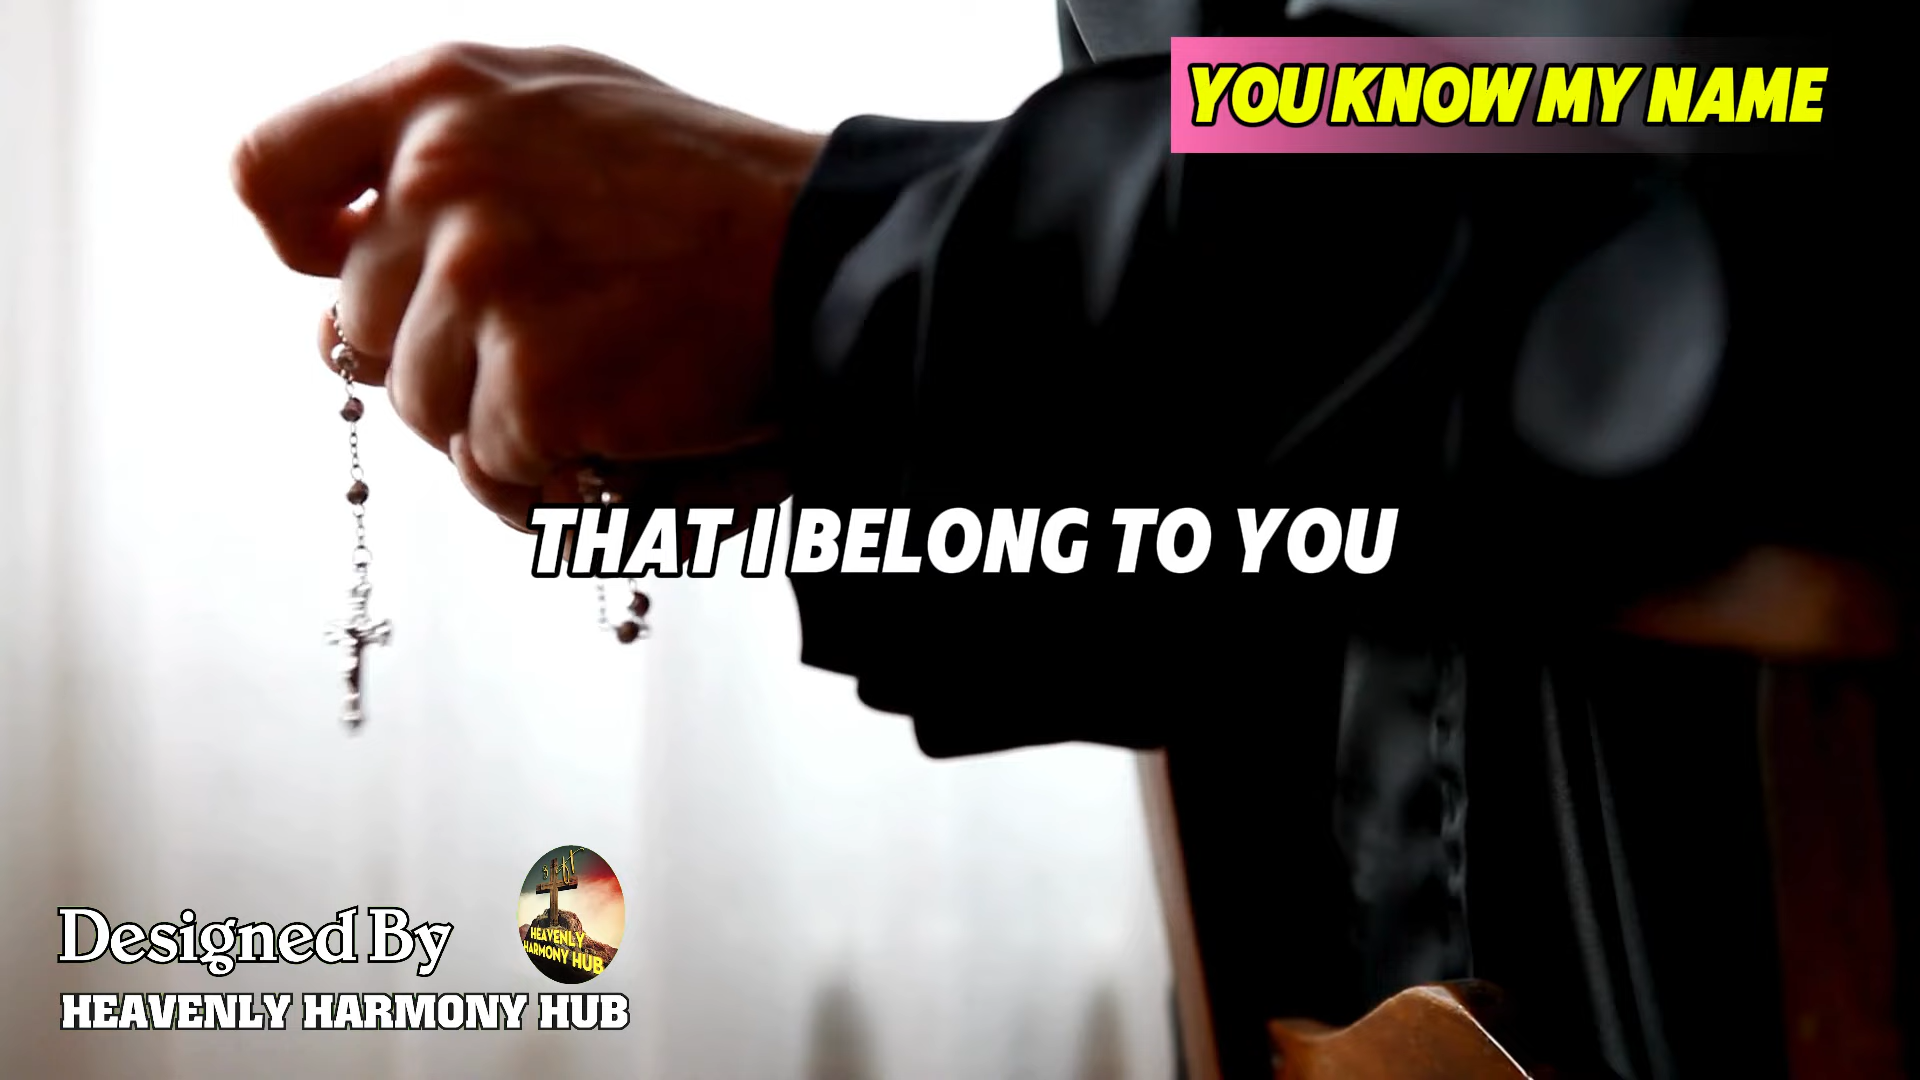 YOU KNOW MY NAME
THAT I BELONG TO YOU
Designed By
HEAVENLY
HARMONY HUB
HEAVENLY HARMONY HUB